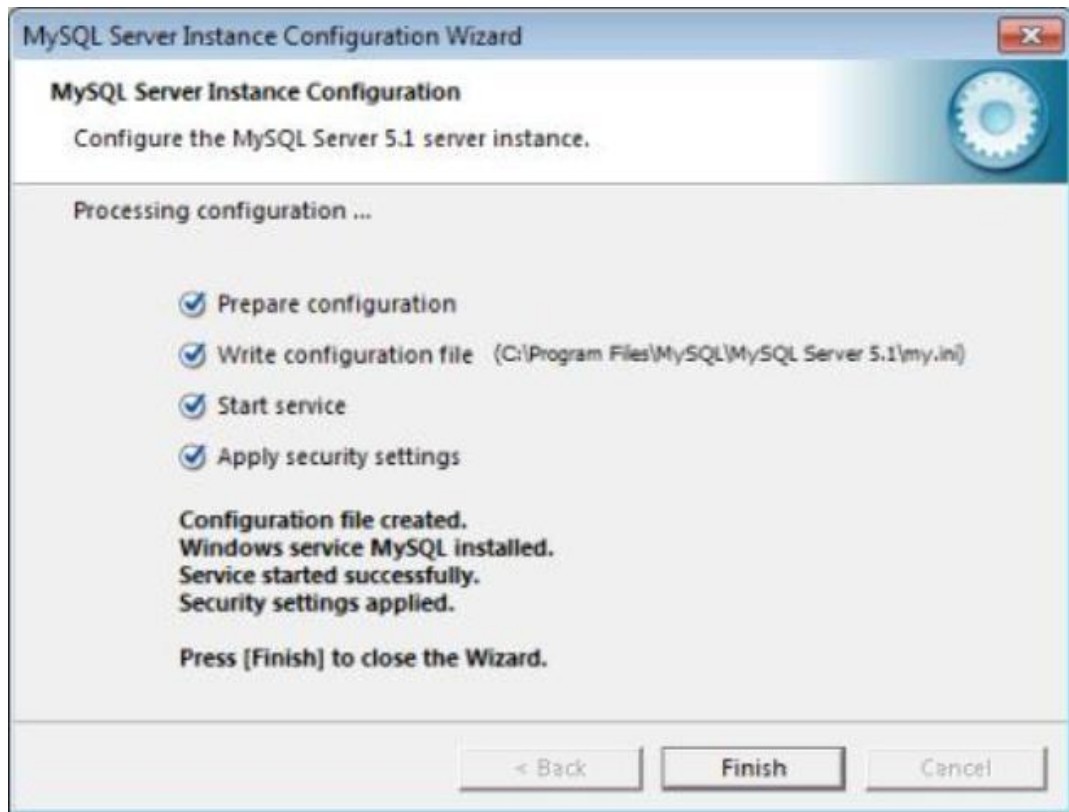 MySQL Server Instance Configuration Wizard
MySQL Server Instance Configuration
Configure the MySQL Server 5.1 server instance.
Processing configuration ...
Prepare configuration
Write configuration file (C:\Program Files\MySQL\MySQL Server 5.1\my.ini)
Start service
Apply security settings
Configuration file created.
Windows service MySQL installed.
Service started successfully.
Security settings applied.
Press [Finish] to close the Wizard.
< Back Finish Cancel